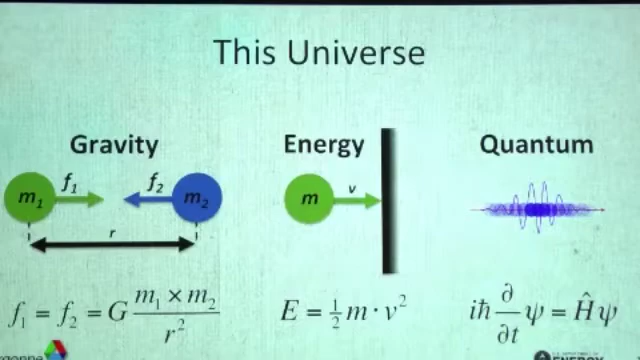 This Universe
Gravity
Energy
Quantum
m₁
f₁
f₂
m₂
r
m
v
f₁ = f₂ = G m₁ × m₂ / r²
E = ½ m · v²
iħ ∂/∂t ψ = Ĥψ
ENERGY